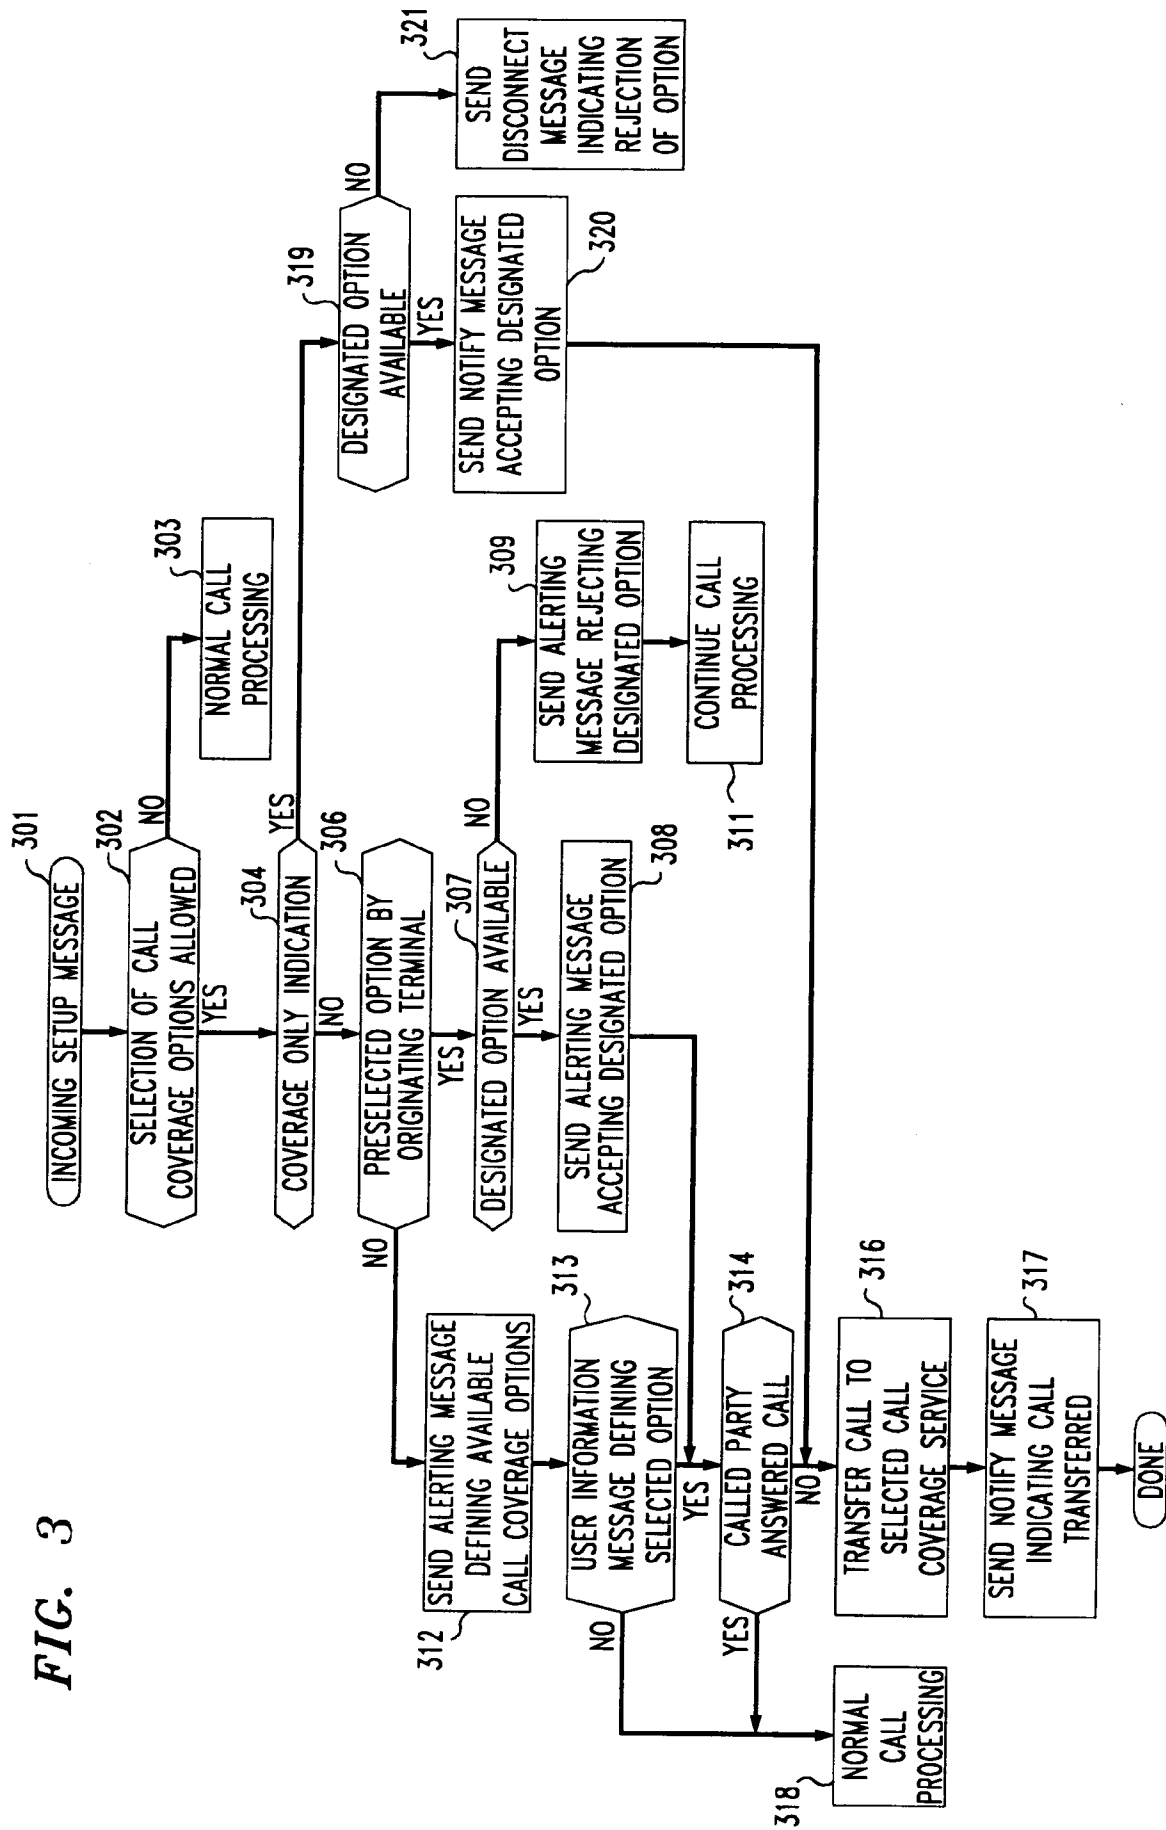 FIG. 3
301
INCOMING SETUP MESSAGE
302
SELECTION OF CALL
COVERAGE OPTIONS ALLOWED
NO
YES
303
NORMAL CALL
PROCESSING
304
COVERAGE ONLY INDICATION
YES
NO
306
PRESELECTED OPTION BY
ORIGINATING TERMINAL
NO
YES
307
DESIGNATED OPTION AVAILABLE
NO
YES
308
SEND ALERTING MESSAGE
ACCEPTING DESIGNATED OPTION
309
SEND ALERTING
MESSAGE REJECTING
DESIGNATED OPTION
CONTINUE CALL
PROCESSING
311
319
DESIGNATED OPTION
AVAILABLE
NO
YES
SEND NOTIFY MESSAGE
ACCEPTING DESIGNATED
OPTION
320
321
SEND
DISCONNECT
MESSAGE
INDICATING
REJECTION
OF OPTION
SEND ALERTING MESSAGE
DEFINING AVAILABLE
CALL COVERAGE OPTIONS
312
313
USER INFORMATION
MESSAGE DEFINING
SELECTED OPTION
NO
YES
314
CALLED PARTY
ANSWERED CALL
YES
NO
316
TRANSFER CALL TO
SELECTED CALL
COVERAGE SERVICE
317
SEND NOTIFY MESSAGE
INDICATING CALL
TRANSFERRED
318
NORMAL
CALL
PROCESSING
DONE